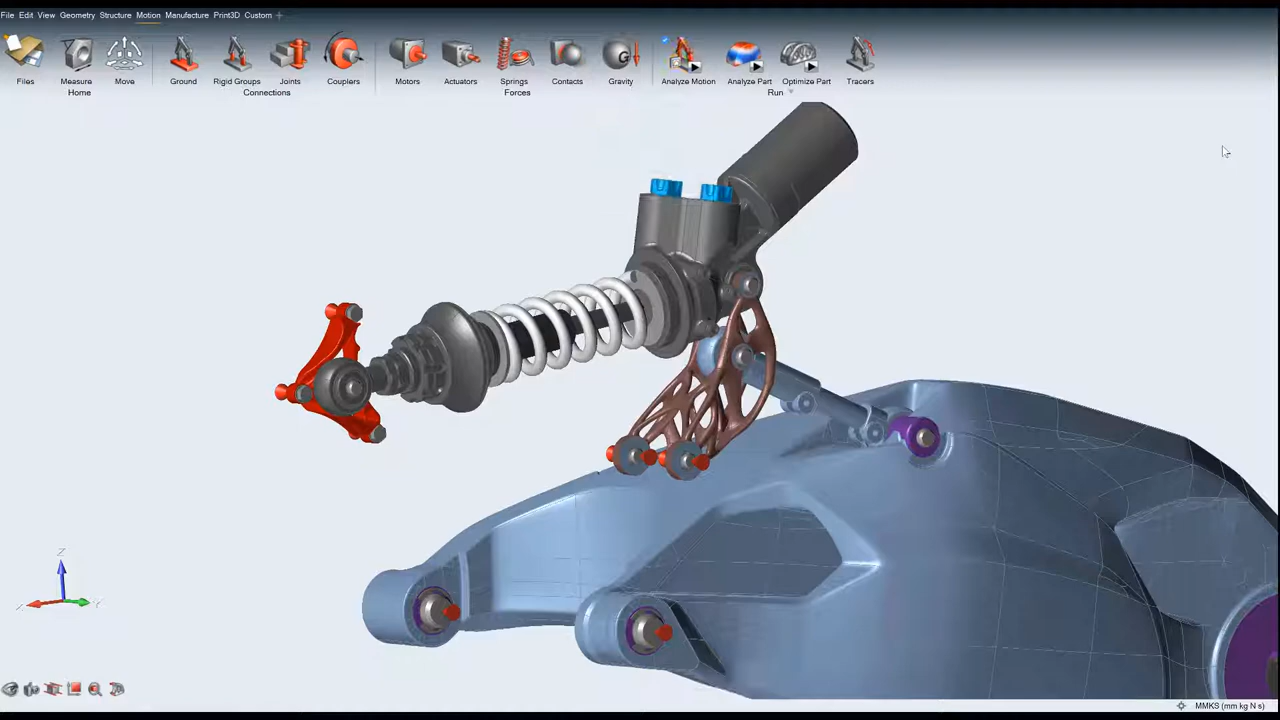 File Edit View Geometry Structure Motion Manufacture Print3D Custom +
Files Measure Move Ground Rigid Groups Joints Couplers Motors Actuators Springs Contacts Gravity Analyze Motion Analyze Part Optimize Part Tracers
Home Connections Forces Run
G
Z
X Y
MMKS (mm kg N s)